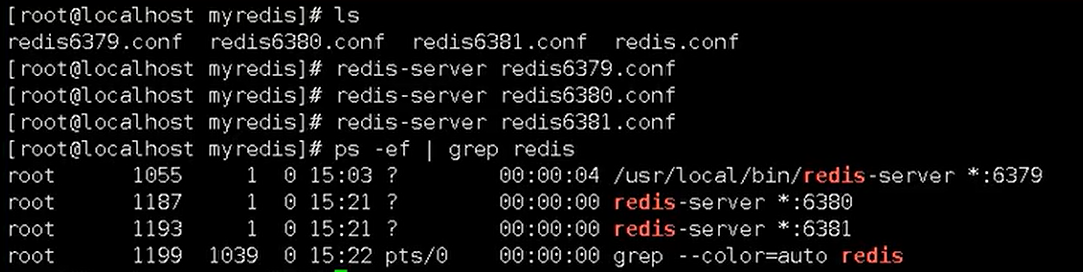 [root@localhost myredis]# ls
redis6379.conf  redis6380.conf  redis6381.conf  redis.conf
[root@localhost myredis]# redis-server redis6379.conf
[root@localhost myredis]# redis-server redis6380.conf
[root@localhost myredis]# redis-server redis6381.conf
[root@localhost myredis]# ps -ef | grep redis
root      1055     1  0 15:03 ?        00:00:04 /usr/local/bin/redis-server *:6379
root      1187     1  0 15:21 ?        00:00:00 redis-server *:6380
root      1193     1  0 15:21 ?        00:00:00 redis-server *:6381
root      1199  1039  0 15:22 pts/0    00:00:00 grep --color=auto redis